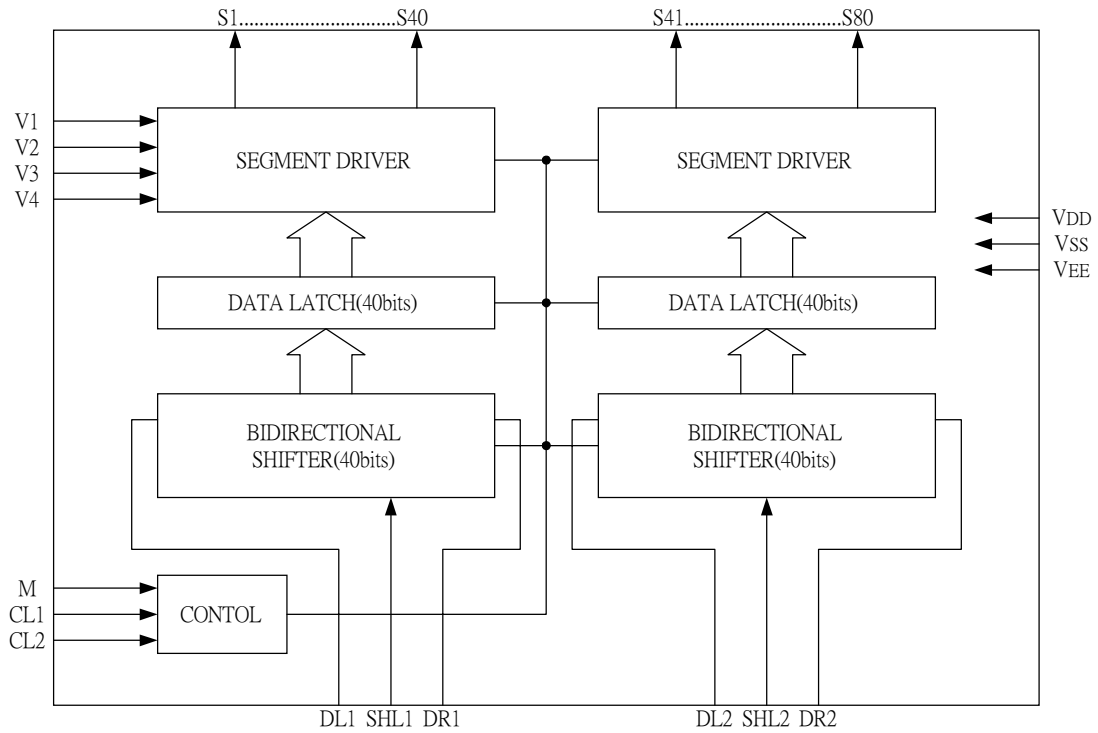 S1..............................S40
S41..............................S80
V1
V2
V3
V4
SEGMENT DRIVER
SEGMENT DRIVER
VDD
VSS
VEE
DATA LATCH(40bits)
DATA LATCH(40bits)
BIDIRECTIONAL
SHIFTER(40bits)
BIDIRECTIONAL
SHIFTER(40bits)
M
CL1
CL2
CONTOL
DL1 SHL1 DR1
DL2 SHL2 DR2